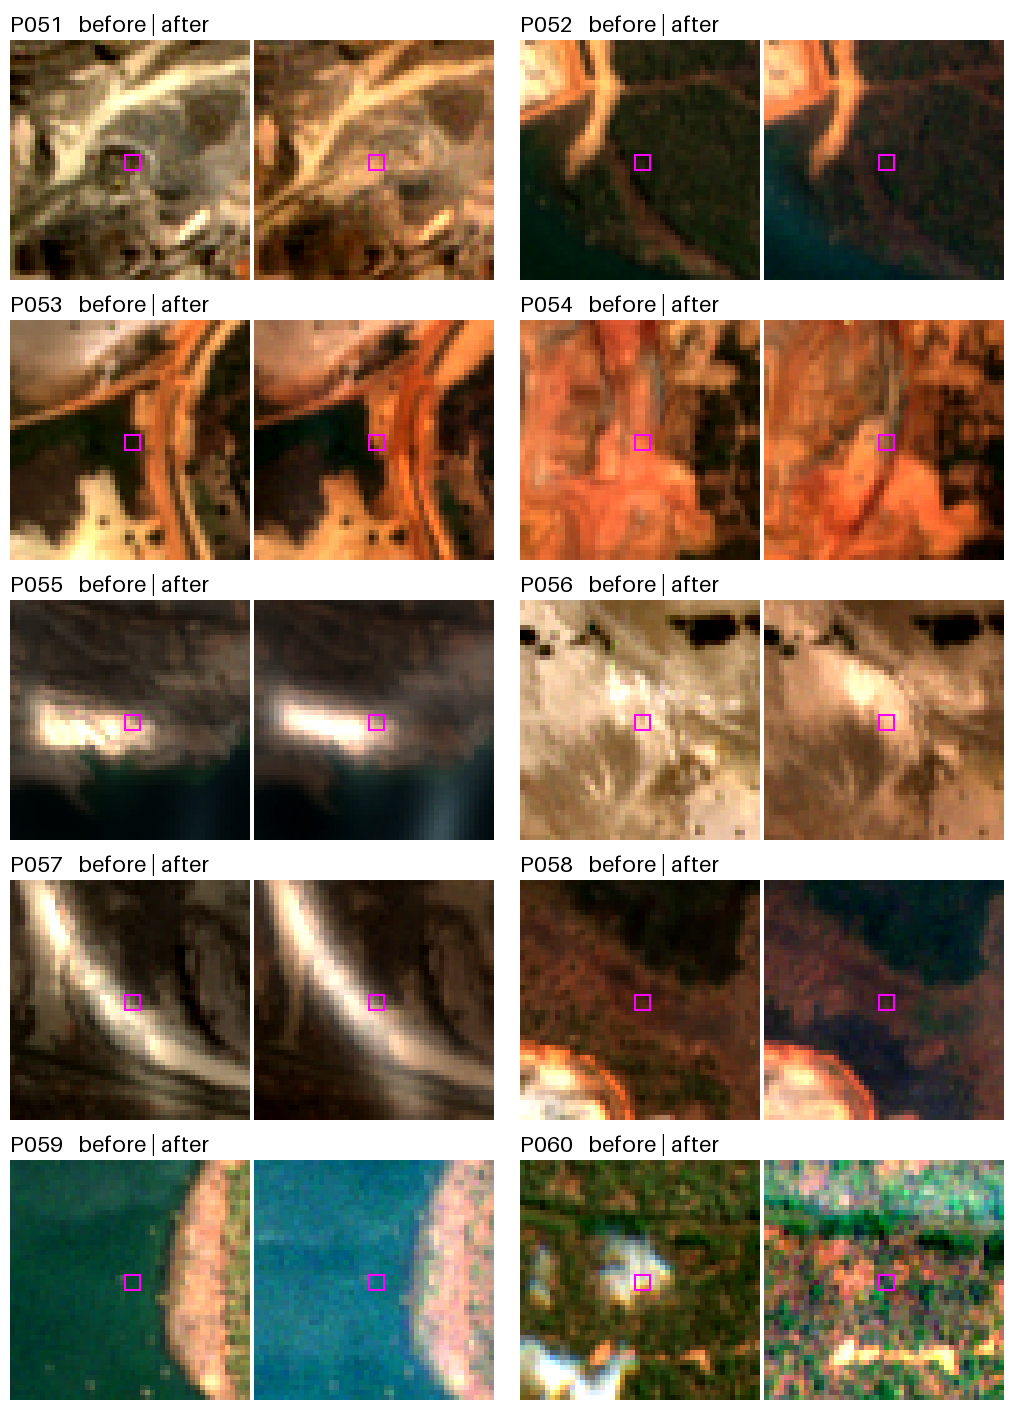 P051 before | after
P052 before | after
P053 before | after
P054 before | after
P055 before | after
P056 before | after
P057 before | after
P058 before | after
P059 before | after
P060 before | after